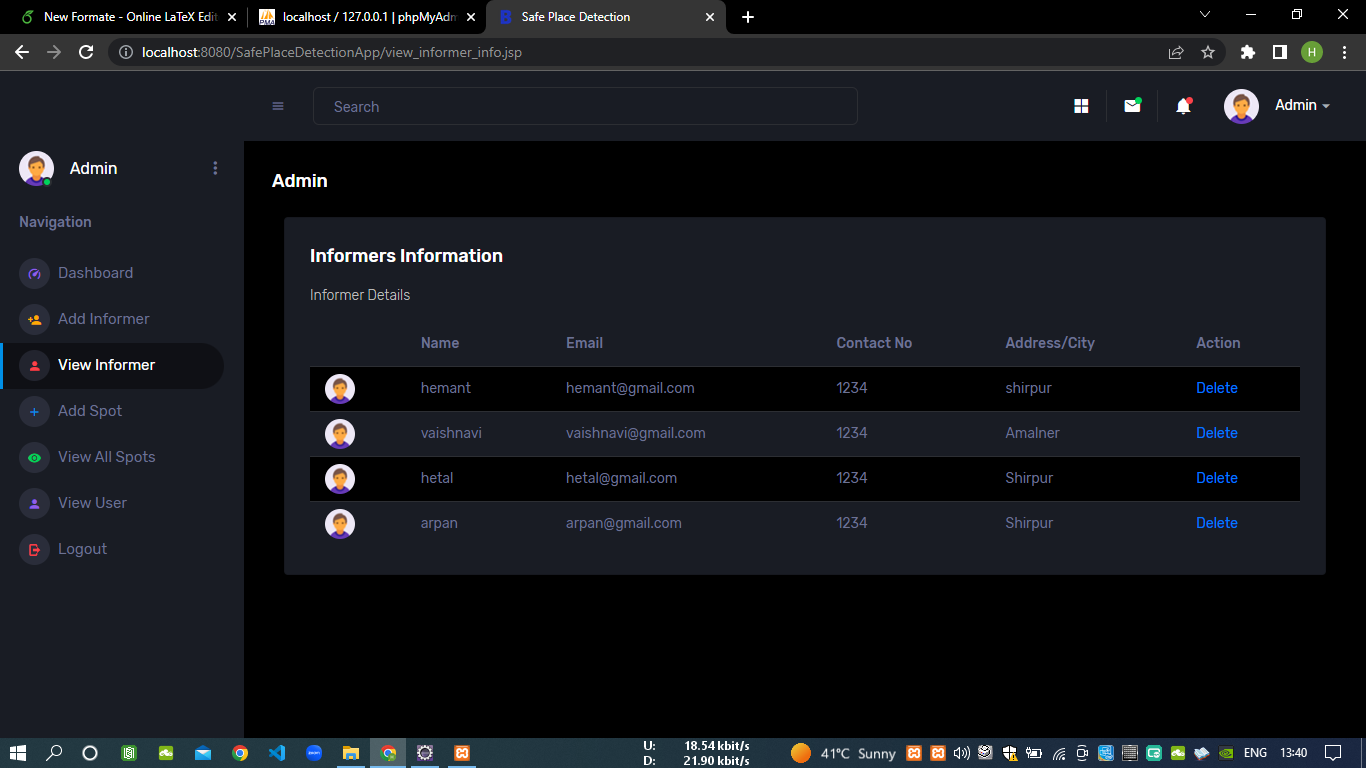 New Formate - Online LaTeX Edit
localhost / 127.0.0.1 | phpMyAdm
Safe Place Detection
localhost:8080/SafePlaceDetectionApp/view_informer_info.jsp
H
Search
Admin
Admin
Navigation
Dashboard
Add Informer
View Informer
Add Spot
View All Spots
View User
Logout
Admin
Informers Information
Informer Details
Name Email Contact No Address/City Action
hemant hemant@gmail.com 1234 shirpur Delete
vaishnavi vaishnavi@gmail.com 1234 Amalner Delete
hetal hetal@gmail.com 1234 Shirpur Delete
arpan arpan@gmail.com 1234 Shirpur Delete
U: 18.54 kbit/s
D: 21.90 kbit/s
41°C Sunny
ENG
13:40